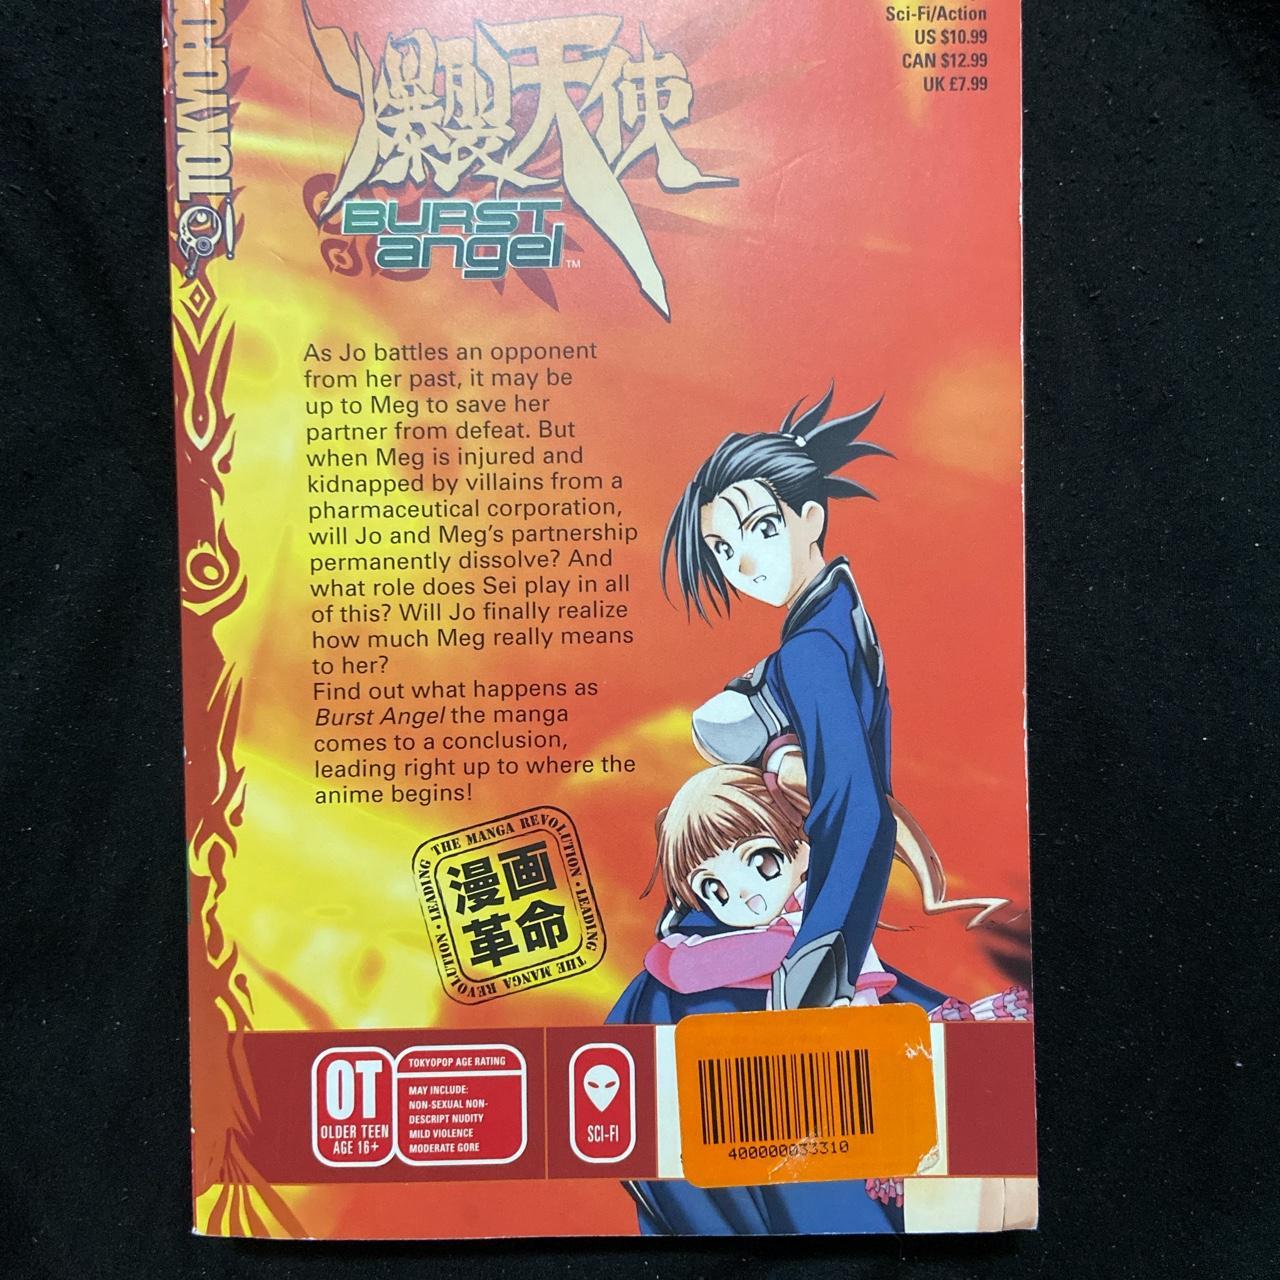 TOKYOPOP
Sci-Fi/Action
US $10.99
CAN $12.99
UK £7.99
爆裂天使
BURST
angel™
As Jo battles an opponent
from her past, it may be
up to Meg to save her
partner from defeat. But
when Meg is injured and
kidnapped by villains from a
pharmaceutical corporation,
will Jo and Meg's partnership
permanently dissolve? And
what role does Sei play in all
of this? Will Jo finally realize
how much Meg really means
to her?
Find out what happens as
Burst Angel the manga
comes to a conclusion,
leading right up to where the
anime begins!
LEADING THE MANGA REVOLUTION · LEADING THE MANGA REVOLUTION ·
漫画
革命
OT
OLDER TEEN
AGE 16+
TOKYOPOP AGE RATING
MAY INCLUDE:
NON-SEXUAL NON-
DESCRIPT NUDITY
MILD VIOLENCE
MODERATE GORE
SCI-FI
400000033310